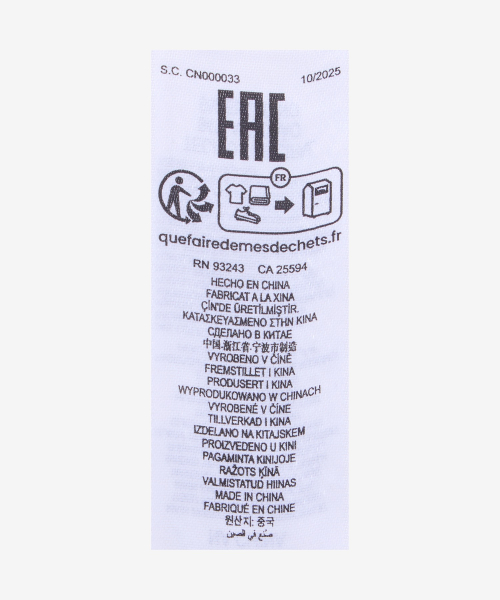 S.C. CN000033 10/2025
EAC
FR
quefairedemesdechets.fr
RN 93243 CA 25594
HECHO EN CHINA
FABRICAT A LA XINA
ÇİN'DE ÜRETİLMİŞTİR.
ΚΑΤΑΣΚΕΥΑΣΜΕΝΟ ΣΤΗΝ ΚΙΝΑ
СДЕЛАНО В КИТАЕ
中国.浙江省.宁波市制造
VYROBENO V ČÍNĚ
FREMSTILLET I KINA
PRODUSERT I KINA
WYPRODUKOWANO W CHINACH
VYROBENÉ V ČÍNE
TILLVERKAD I KINA
IZDELANO NA KITAJSKEM
PROIZVEDENO U KINI
PAGAMINTA KINIJOJE
RAŽOTS ĶĪNĀ
VALMISTATUD HIINAS
MADE IN CHINA
FABRIQUÉ EN CHINE
원산지: 중국
صنع في الصين